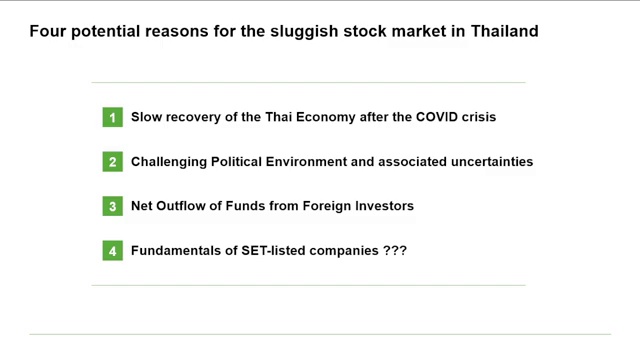 Four potential reasons for the sluggish stock market in Thailand
1 Slow recovery of the Thai Economy after the COVID crisis
2 Challenging Political Environment and associated uncertainties
3 Net Outflow of Funds from Foreign Investors
4 Fundamentals of SET-listed companies ???